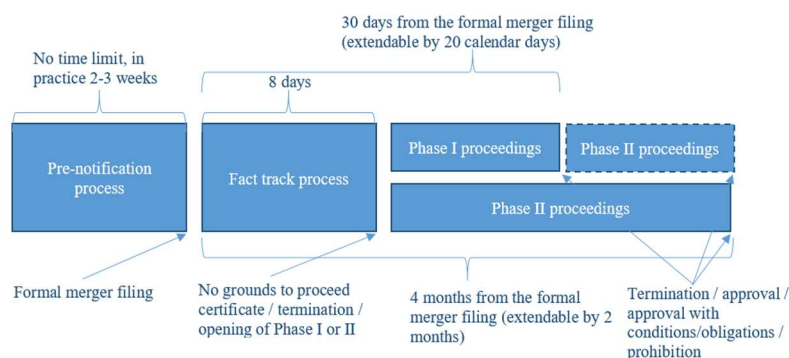 30 days from the formal merger filing
(extendable by 20 calendar days)
No time limit, in
practice 2-3 weeks
8 days
Pre-notification
process
Fact track process
Phase I proceedings
Phase II proceedings
Phase II proceedings
Formal merger filing
No grounds to proceed
certificate / termination /
opening of Phase I or II
4 months from the formal
merger filing (extendable by 2
months)
Termination / approval /
approval with
conditions/obligations /
prohibition